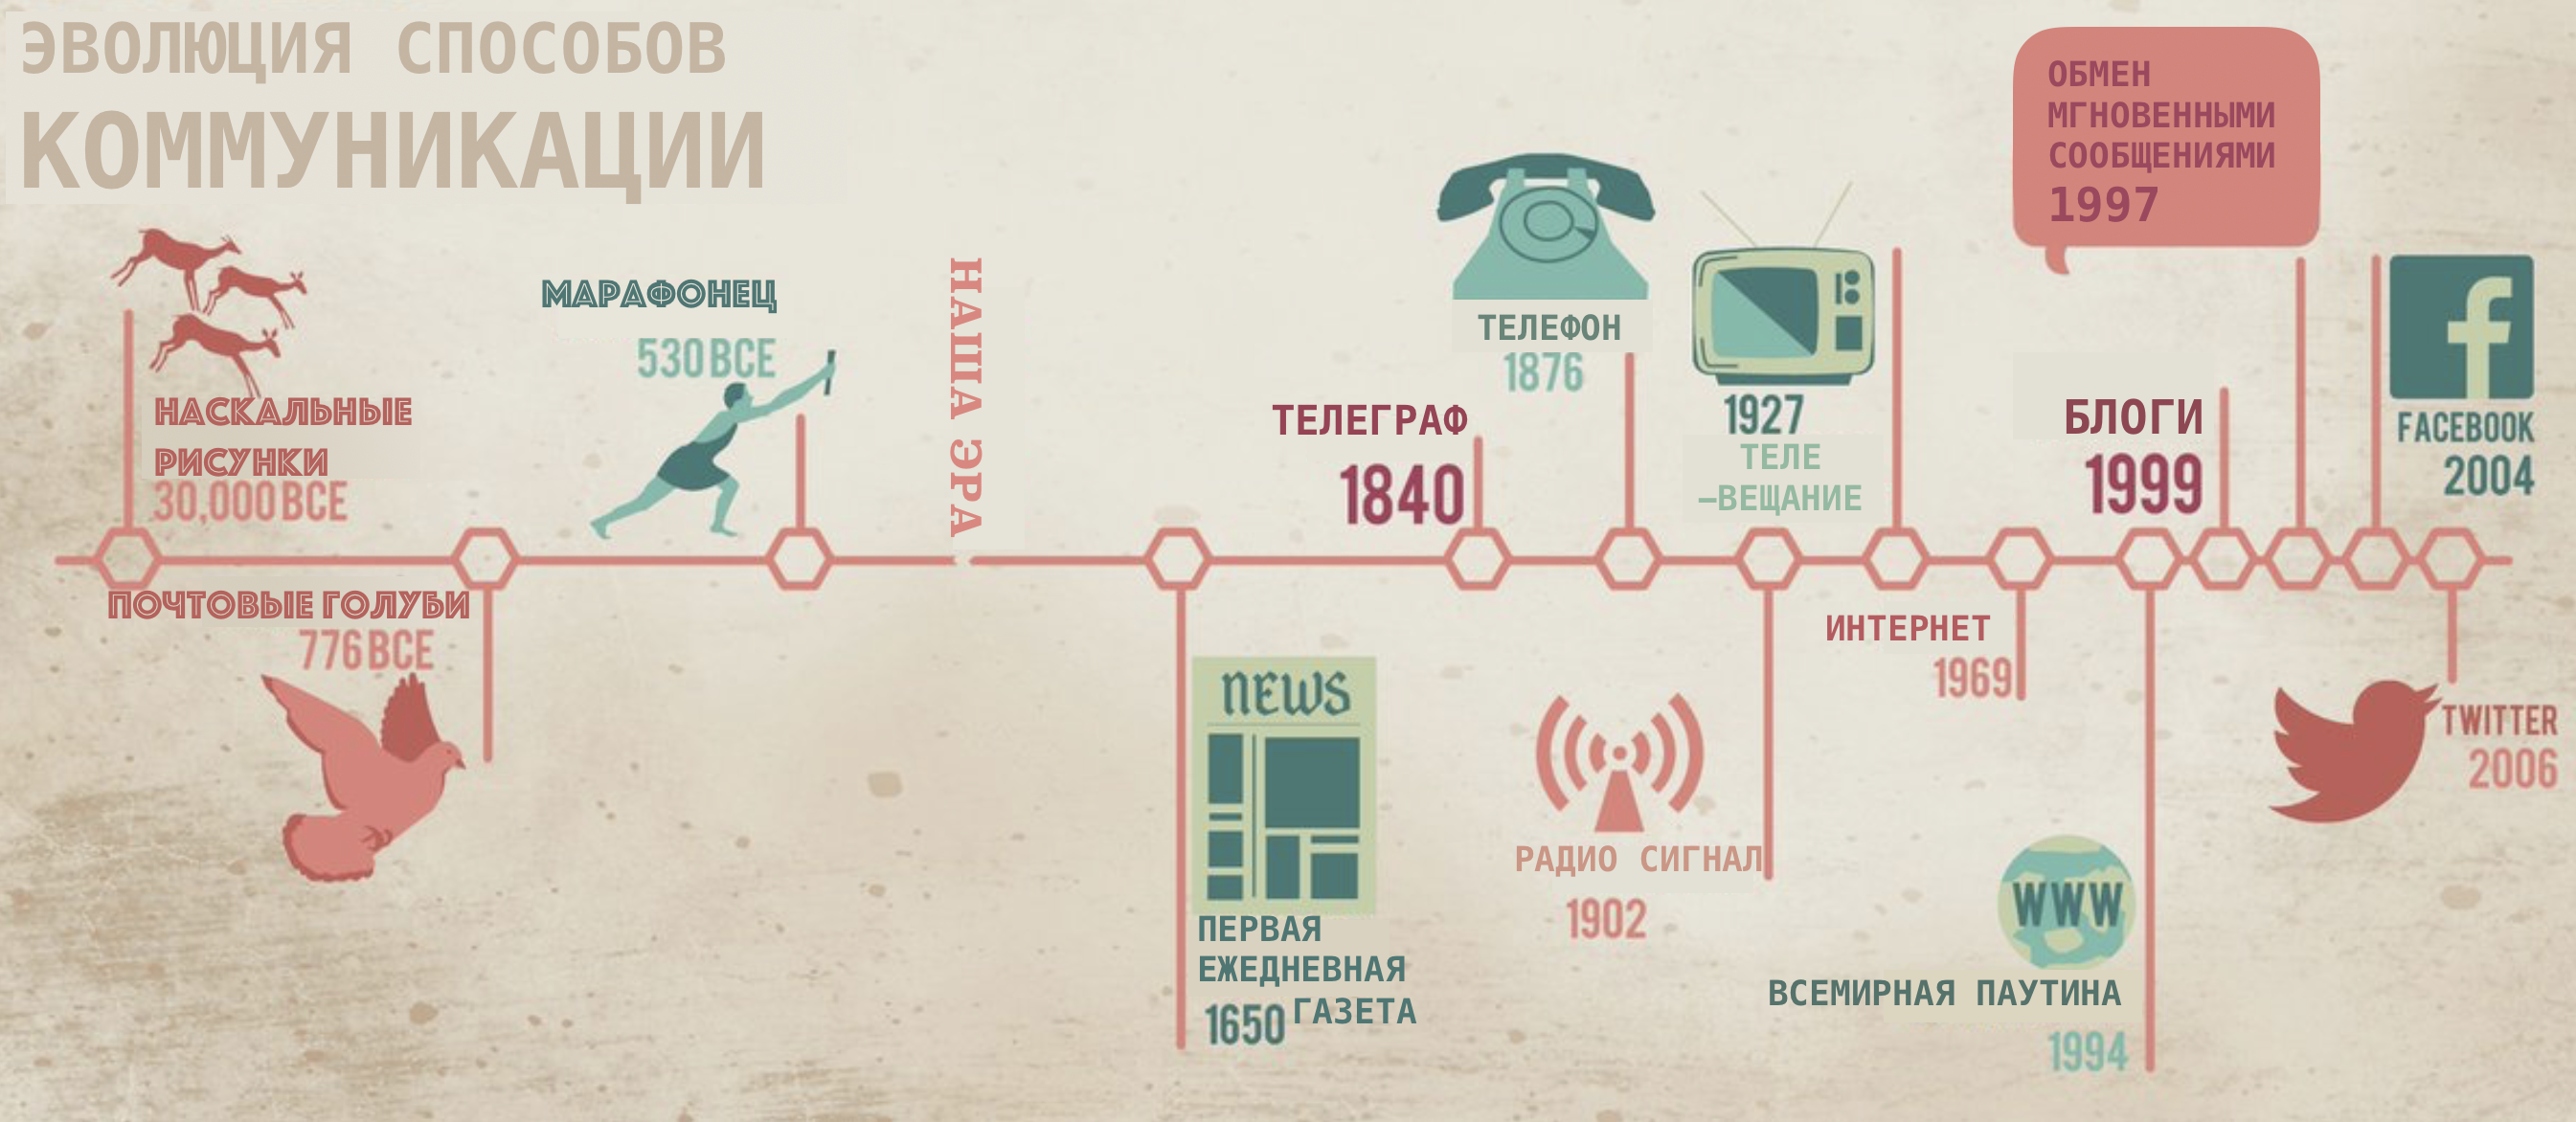 ЭВОЛЮЦИЯ СПОСОБОВ
КОММУНИКАЦИИ
НАСКАЛЬНЫЕ
РИСУНКИ
30,000 BCE
ПОЧТОВЫЕ ГОЛУБИ
776 BCE
МАРАФОНЕЦ
530 BCE
НАША ЭРА
NEWS
ПЕРВАЯ
ЕЖЕДНЕВНАЯ
1650 ГАЗЕТА
ТЕЛЕГРАФ
1840
ТЕЛЕФОН
1876
РАДИО СИГНАЛ
1902
1927
ТЕЛЕ
–ВЕЩАНИЕ
ИНТЕРНЕТ
1969
WWW
ВСЕМИРНАЯ ПАУТИНА
1994
ОБМЕН
МГНОВЕННЫМИ
СООБЩЕНИЯМИ
1997
БЛОГИ
1999
f
FACEBOOK
2004
TWITTER
2006